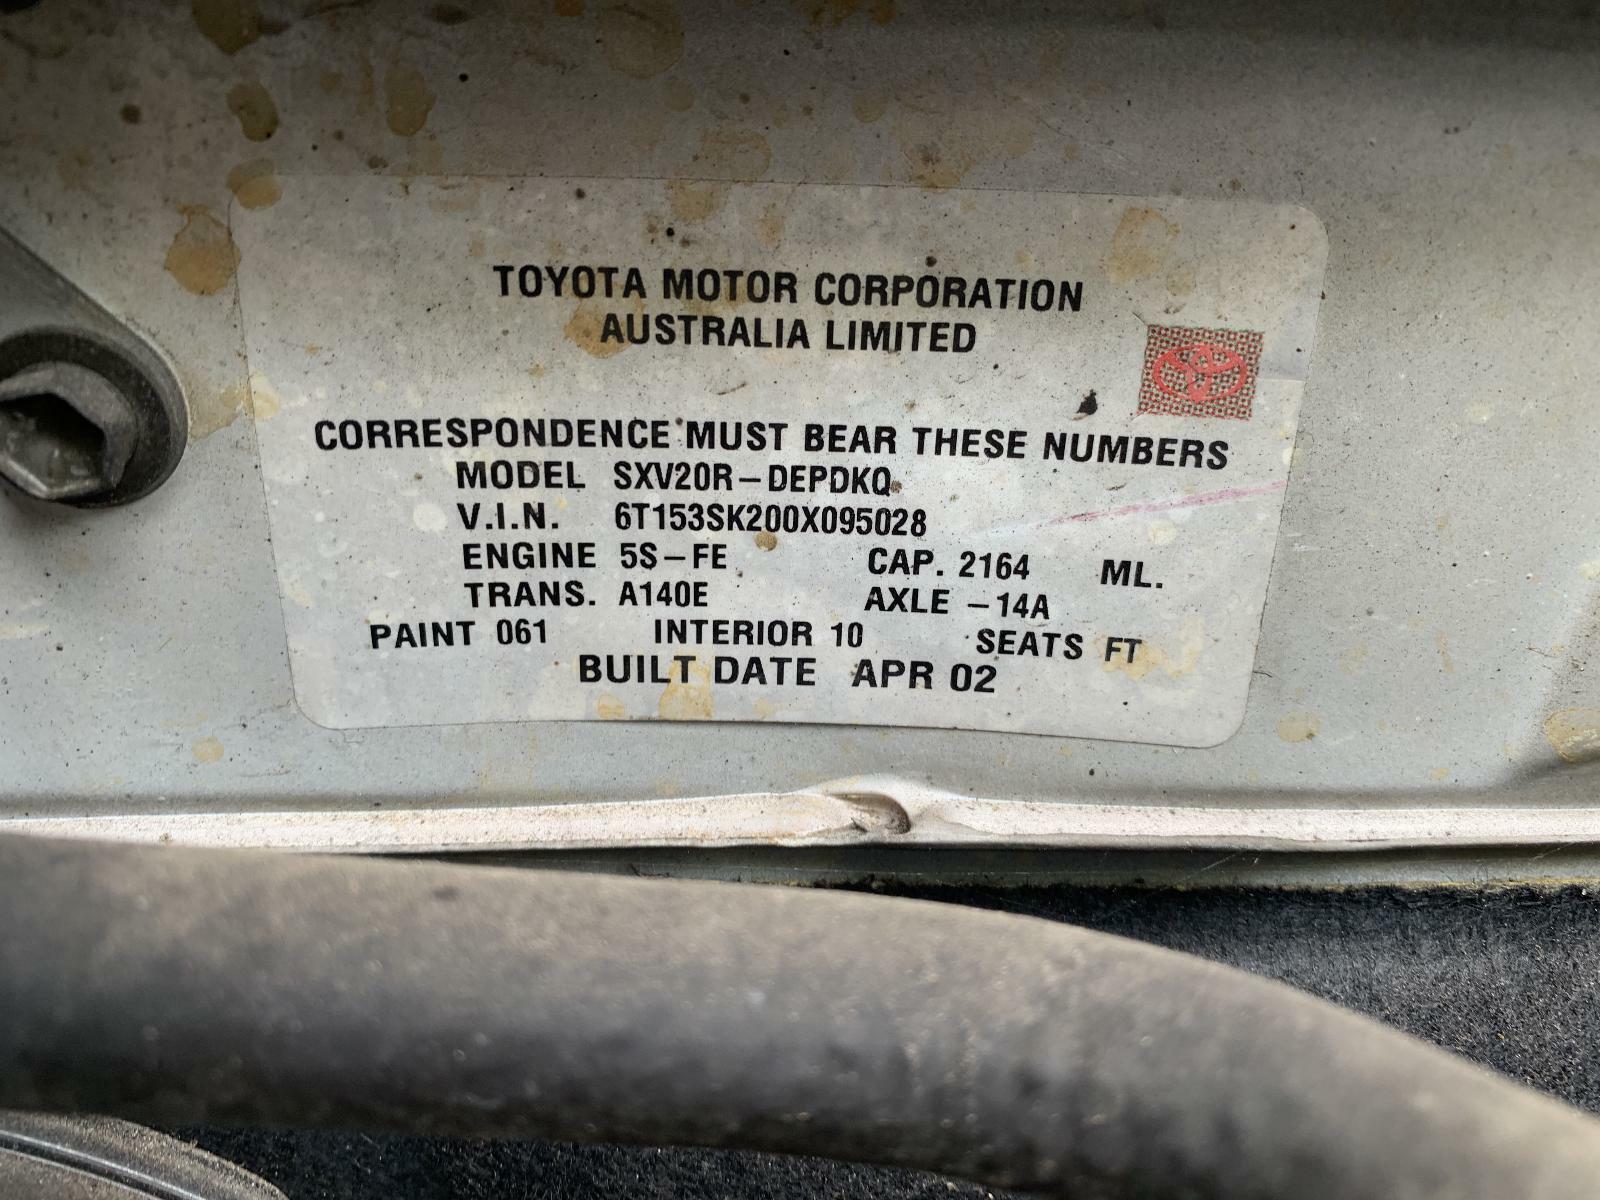 TOYOTA MOTOR CORPORATION
AUSTRALIA LIMITED
CORRESPONDENCE MUST BEAR THESE NUMBERS
MODEL SXV20R-DEPDKQ
V.I.N. 6T153SK200X095028
ENGINE 5S-FE CAP. 2164 ML.
TRANS. A140E AXLE -14A
PAINT 061 INTERIOR 10 SEATS FT
BUILT DATE APR 02